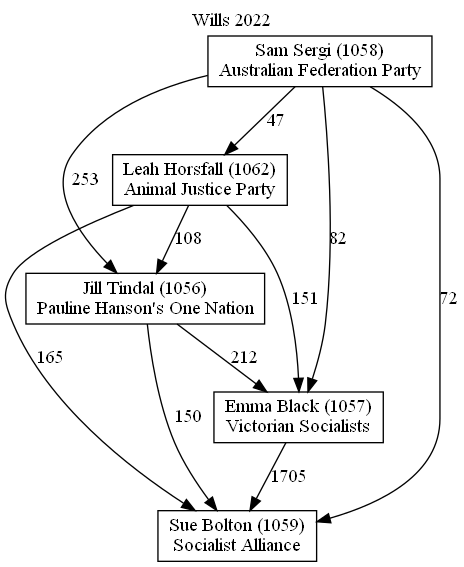 Wills 2022
Sam Sergi (1058)
Australian Federation Party
47
Leah Horsfall (1062)
Animal Justice Party
253
108
82
Jill Tindal (1056)
Pauline Hanson's One Nation
151
72
165
212
150
Emma Black (1057)
Victorian Socialists
1705
Sue Bolton (1059)
Socialist Alliance